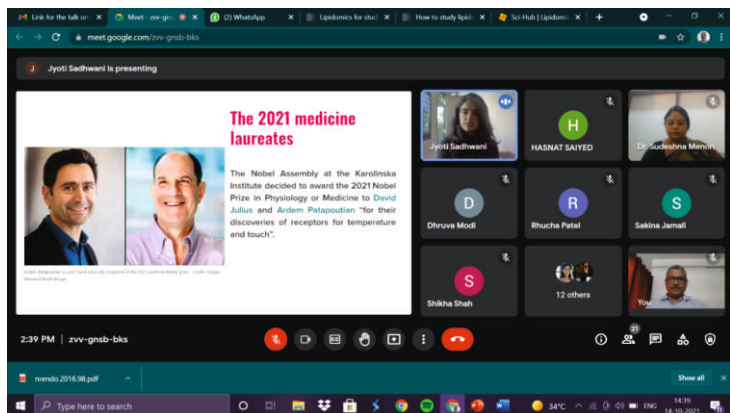 Link for the talk on
Meet - zvv-gns
(2) WhatsApp
Lipidomics for stud
How to study lipids
Sci-Hub | Lipidomic
meet.google.com/zvv-gnsb-bks
J Jyoti Sadhwani is presenting
The 2021 medicine
laureates
The Nobel Assembly at the Karolinska
Institute decided to award the 2021 Nobel
Prize in Physiology or Medicine to David
Julius and Ardem Patapoutian "for their
discoveries of receptors for temperature
and touch".
Jyoti Sadhwani
H
HASNAT SAIYED
Dr. Sudeshna Menon
D
Dhruva Modi
R
Rhucha Patel
S
Sakina Jamali
S
Shikha Shah
12 others
You
2:39 PM | zvv-gnsb-bks
21
nrendo.2016.98.pdf
Show all
Type here to search
34°C
ENG
14:39
14-10-2021